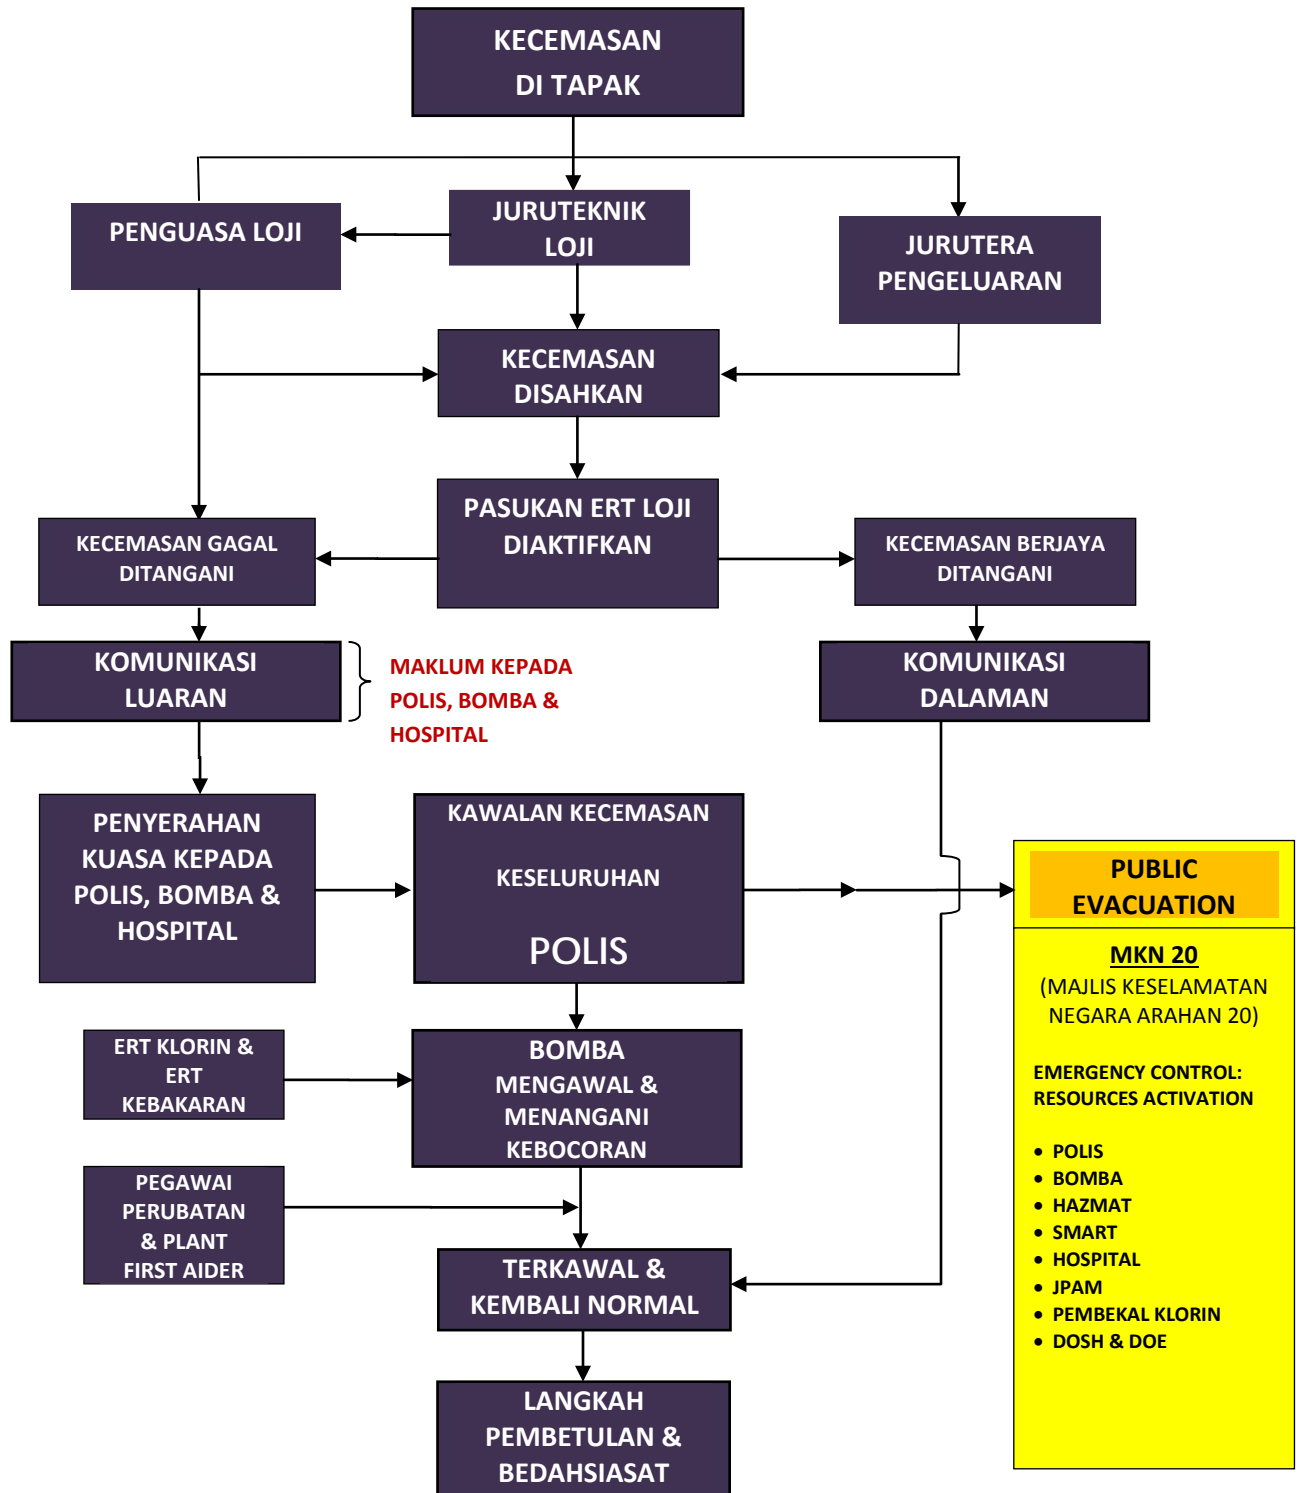 KECEMASAN
DI TAPAK
PENGUASA LOJI
JURUTEKNIK
LOJI
JURUTERA
PENGELUARAN
KECEMASAN
DISAHKAN
PASUKAN ERT LOJI
DIAKTIFKAN
KECEMASAN GAGAL
DITANGANI
KECEMASAN BERJAYA
DITANGANI
KOMUNIKASI
LUARAN
MAKLUM KEPADA
POLIS, BOMBA &
HOSPITAL
KOMUNIKASI
DALAMAN
PENYERAHAN
KUASA KEPADA
POLIS, BOMBA &
HOSPITAL
KAWALAN KECEMASAN
KESELURUHAN
POLIS
PUBLIC
EVACUATION
MKN 20
(MAJLIS KESELAMATAN
NEGARA ARAHAN 20)
EMERGENCY CONTROL:
RESOURCES ACTIVATION
• POLIS
• BOMBA
• HAZMAT
• SMART
• HOSPITAL
• JPAM
• PEMBEKAL KLORIN
• DOSH & DOE
ERT KLORIN &
ERT
KEBAKARAN
BOMBA
MENGAWAL &
MENANGANI
KEBOCORAN
PEGAWAI
PERUBATAN
& PLANT
FIRST AIDER
TERKAWAL &
KEMBALI NORMAL
LANGKAH
PEMBETULAN &
BEDAHSIASAT